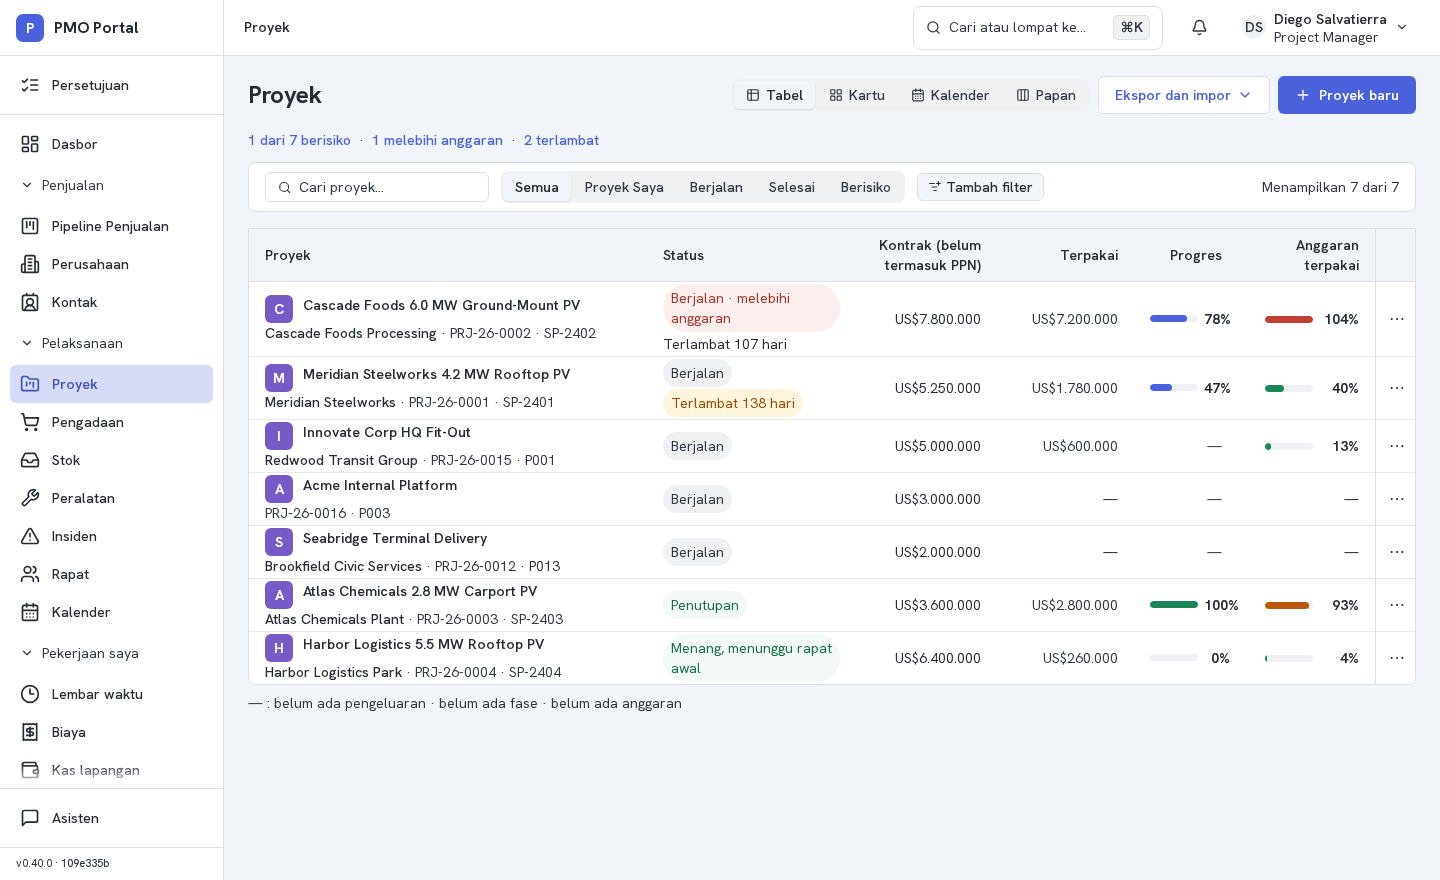 P PMO Portal
Proyek
Cari atau lompat ke...
⌘K
DS
Diego Salvatierra
Project Manager
Persetujuan
Dasbor
Penjualan
Pipeline Penjualan
Perusahaan
Kontak
Pelaksanaan
Proyek
Pengadaan
Stok
Peralatan
Insiden
Rapat
Kalender
Pekerjaan saya
Lembar waktu
Biaya
Kas lapangan
Asisten
v0.40.0 · 109e335b
Proyek
Tabel
Kartu
Kalender
Papan
Ekspor dan impor
Proyek baru
1 dari 7 berisiko · 1 melebihi anggaran · 2 terlambat
Cari proyek...
Semua
Proyek Saya
Berjalan
Selesai
Berisiko
Tambah filter
Menampilkan 7 dari 7
Proyek
Status
Kontrak (belum
termasuk PPN)
Terpakai
Progres
Anggaran
terpakai
C Cascade Foods 6.0 MW Ground-Mount PV
Cascade Foods Processing · PRJ-26-0002 · SP-2402
Berjalan · melebihi
anggaran
Terlambat 107 hari
US$7.800.000
US$7.200.000
78%
104%
...
M Meridian Steelworks 4.2 MW Rooftop PV
Meridian Steelworks · PRJ-26-0001 · SP-2401
Berjalan
Terlambat 138 hari
US$5.250.000
US$1.780.000
47%
40%
...
I Innovate Corp HQ Fit-Out
Redwood Transit Group · PRJ-26-0015 · P001
Berjalan
US$5.000.000
US$600.000
—
13%
...
A Acme Internal Platform
PRJ-26-0016 · P003
Berjalan
US$3.000.000
—
—
—
...
S Seabridge Terminal Delivery
Brookfield Civic Services · PRJ-26-0012 · P013
Berjalan
US$2.000.000
—
—
—
...
A Atlas Chemicals 2.8 MW Carport PV
Atlas Chemicals Plant · PRJ-26-0003 · SP-2403
Penutupan
US$3.600.000
US$2.800.000
100%
93%
...
H Harbor Logistics 5.5 MW Rooftop PV
Harbor Logistics Park · PRJ-26-0004 · SP-2404
Menang, menunggu rapat
awal
US$6.400.000
US$260.000
0%
4%
...
— : belum ada pengeluaran · belum ada fase · belum ada anggaran